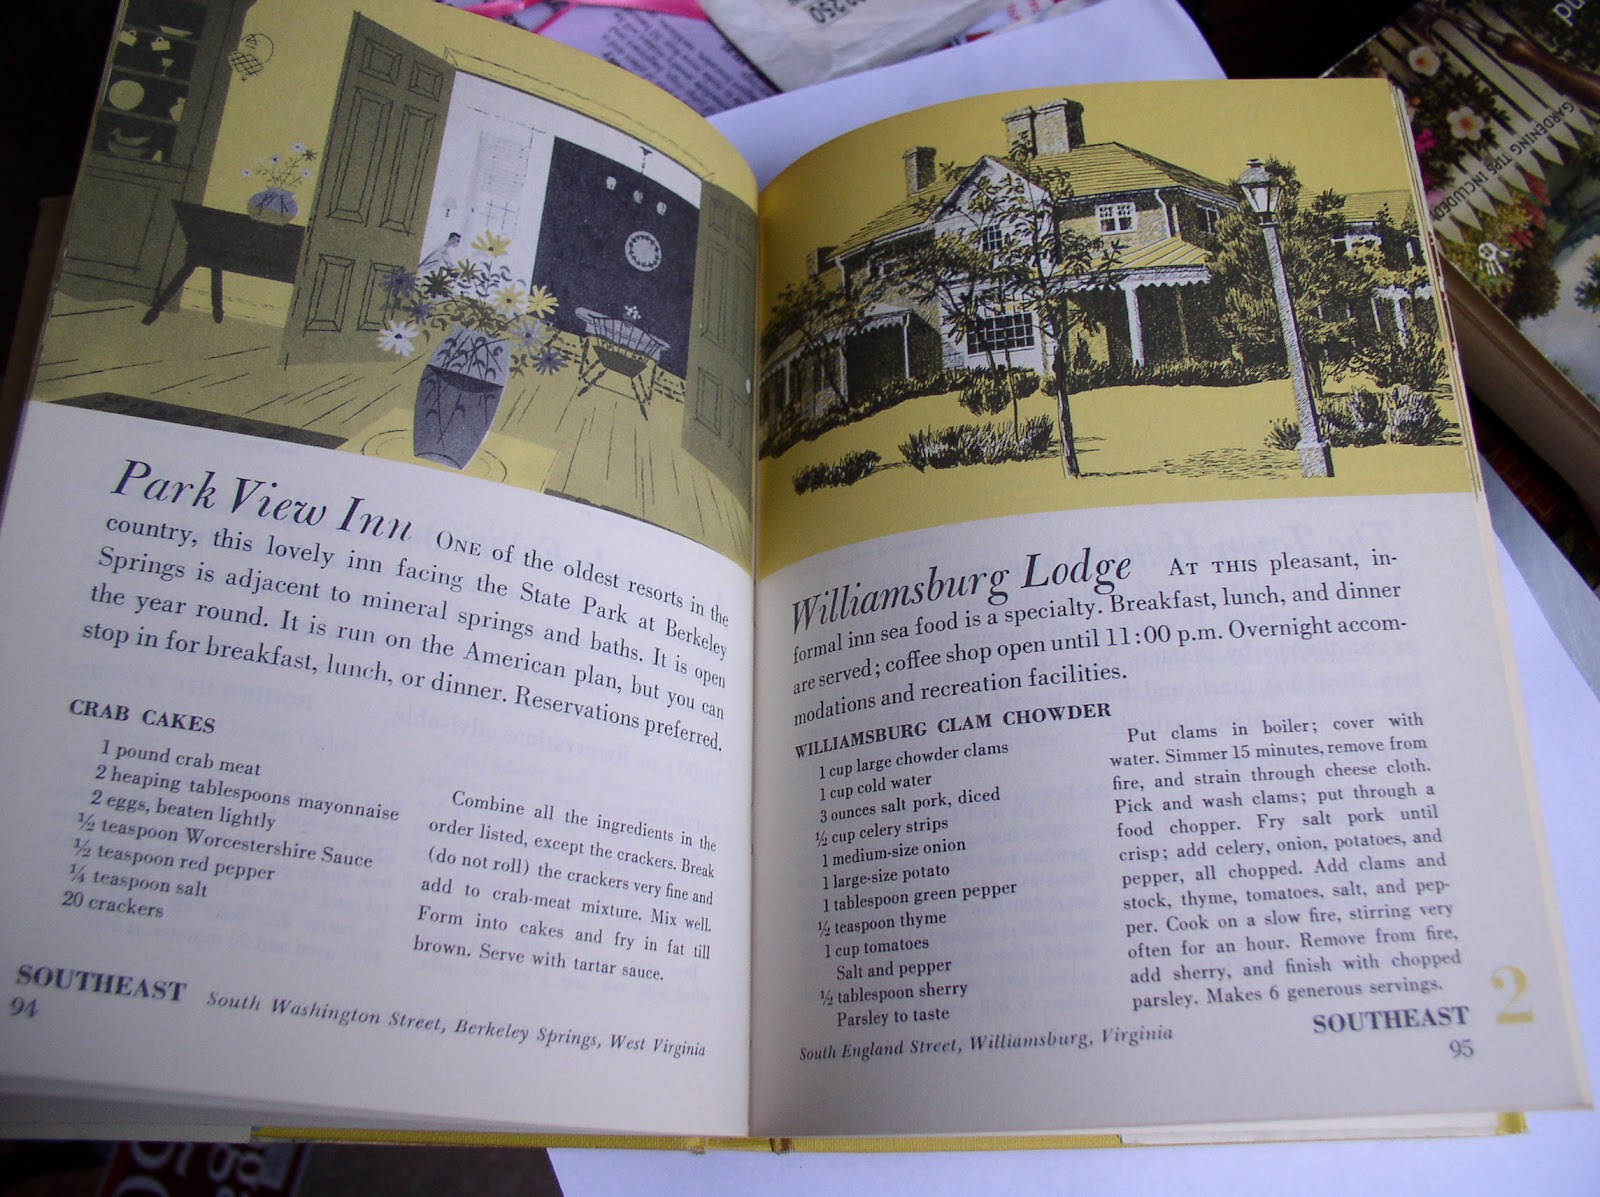 Park View Inn ONE of the oldest resorts in the
country, this lovely inn facing the State Park at Berkeley
Springs is adjacent to mineral springs and baths. It is open
the year round. It is run on the American plan, but you can
stop in for breakfast, lunch, or dinner. Reservations preferred.
CRAB CAKES
1 pound crab meat
2 heaping tablespoons mayonnaise
2 eggs, beaten lightly
½ teaspoon Worcestershire Sauce
½ teaspoon red pepper
¼ teaspoon salt
20 crackers
Combine all the ingredients in the
order listed, except the crackers. Break
(do not roll) the crackers very fine and
add to crab-meat mixture. Mix well.
Form into cakes and fry in fat till
brown. Serve with tartar sauce.
SOUTHEAST South Washington Street, Berkeley Springs, West Virginia
94
Williamsburg Lodge AT THIS pleasant, in-
formal inn sea food is a specialty. Breakfast, lunch, and dinner
are served; coffee shop open until 11:00 p.m. Overnight accom-
modations and recreation facilities.
WILLIAMSBURG CLAM CHOWDER
1 cup large chowder clams
1 cup cold water
3 ounces salt pork, diced
½ cup celery strips
1 medium-size onion
1 large-size potato
1 tablespoon green pepper
½ teaspoon thyme
1 cup tomatoes
Salt and pepper
½ tablespoon sherry
Parsley to taste
Put clams in boiler; cover with
water. Simmer 15 minutes, remove from
fire, and strain through cheese cloth.
Pick and wash clams; put through a
food chopper. Fry salt pork until
crisp; add celery, onion, potatoes, and
pepper, all chopped. Add clams and
stock, thyme, tomatoes, salt, and pep-
per. Cook on a slow fire, stirring very
often for an hour. Remove from fire,
add sherry, and finish with chopped
parsley. Makes 6 generous servings.
South England Street, Williamsburg, Virginia
SOUTHEAST 2
95
GARDENING TIPS INCLUDED!
250